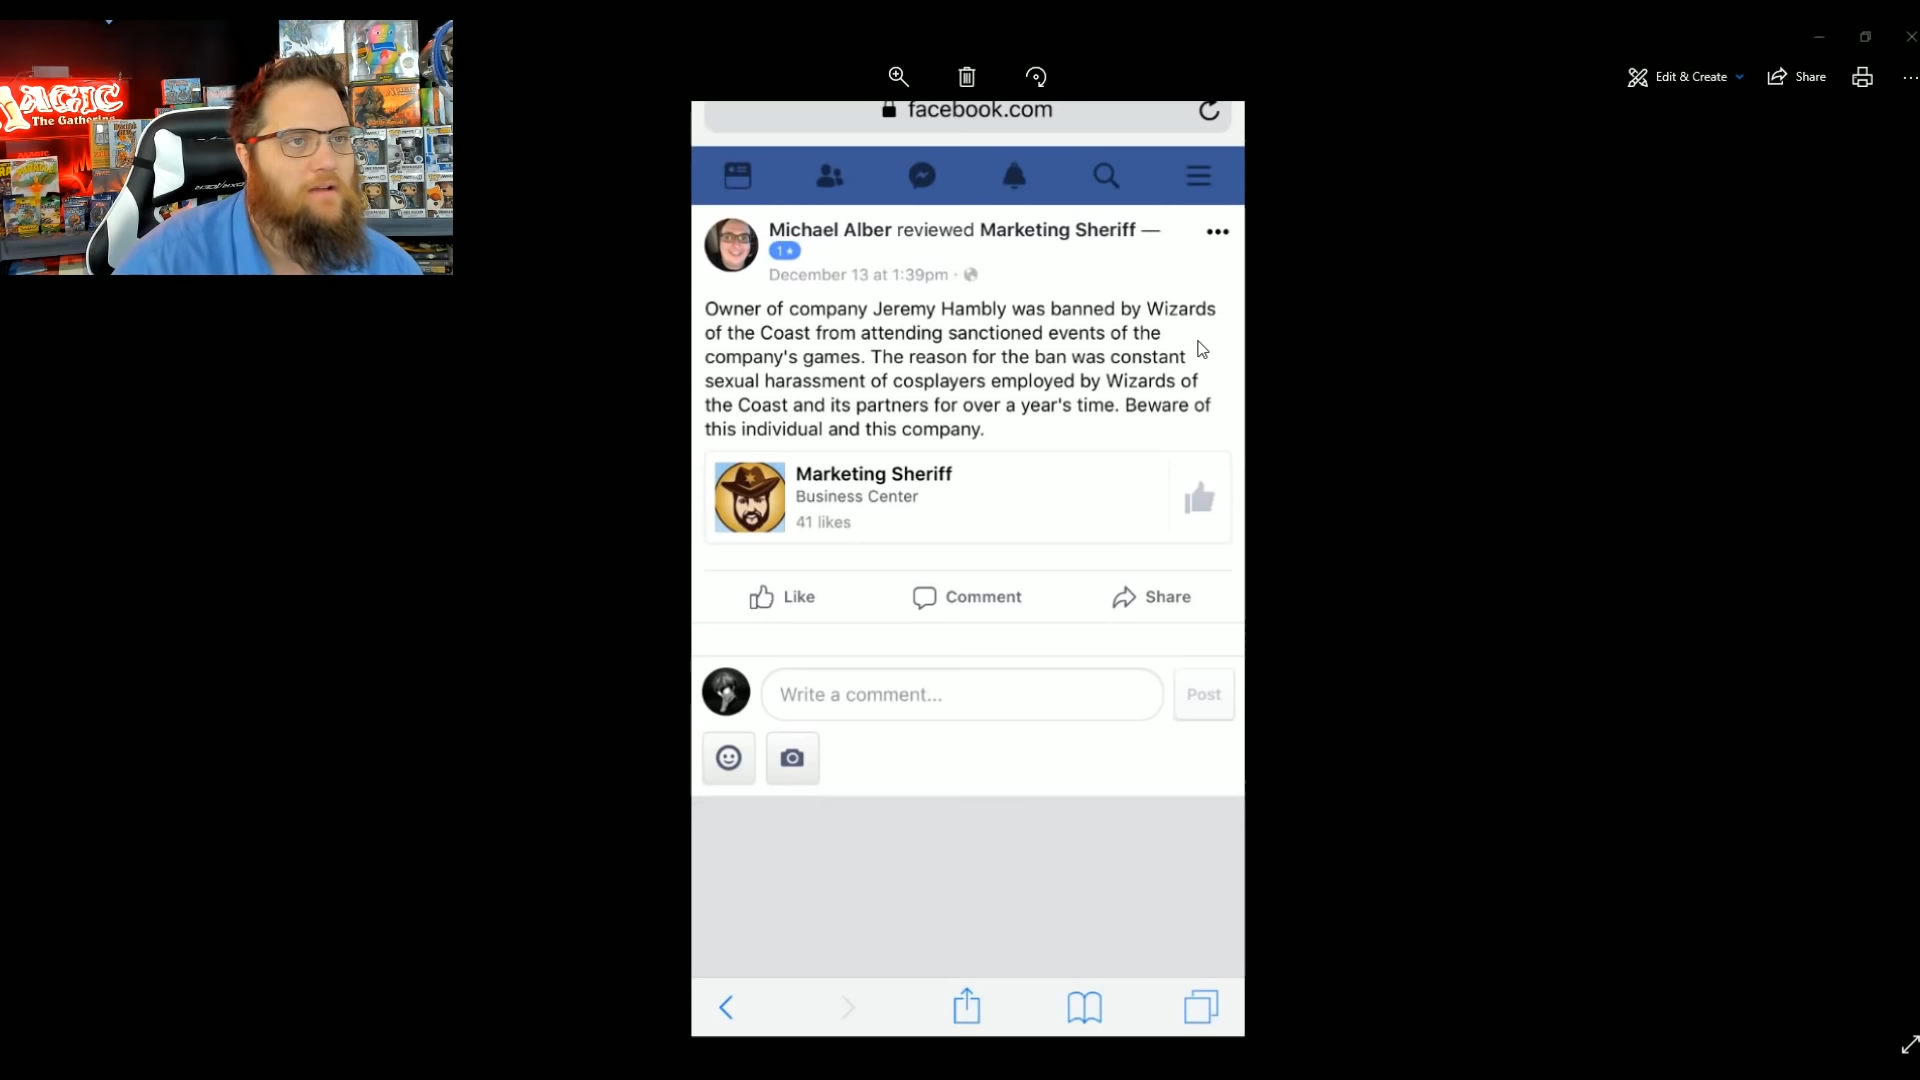 MAGIC
The Gathering
Edit & Create
Share
facebook.com
Michael Alber reviewed Marketing Sheriff —
1
December 13 at 1:39pm ·
Owner of company Jeremy Hambly was banned by Wizards
of the Coast from attending sanctioned events of the
company's games. The reason for the ban was constant
sexual harassment of cosplayers employed by Wizards of
the Coast and its partners for over a year's time. Beware of
this individual and this company.
Marketing Sheriff
Business Center
41 likes
Like
Comment
Share
Write a comment...
Post